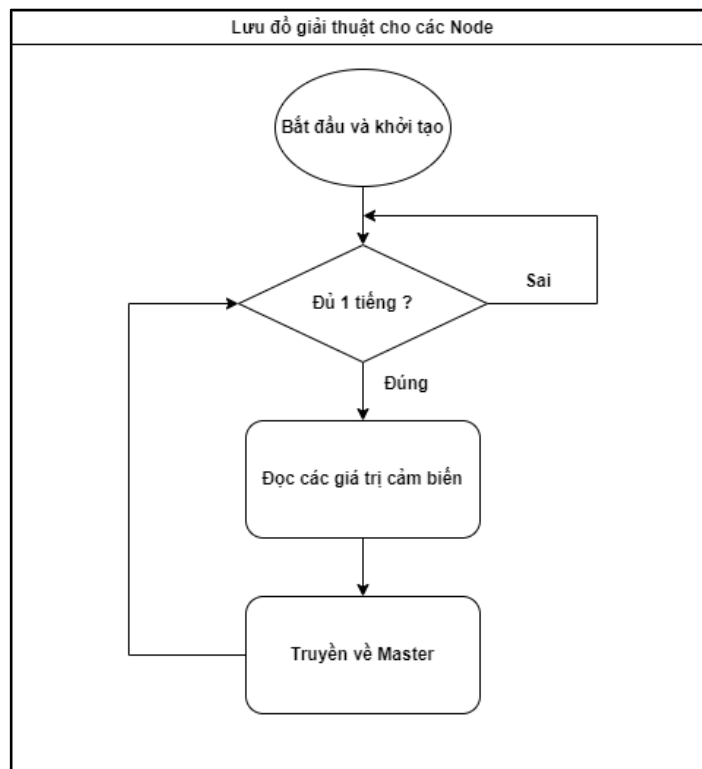 Lưu đồ giải thuật cho các Node
Bắt đầu và khởi tạo
Đủ 1 tiếng ?
Sai
Đúng
Đọc các giá trị cảm biến
Truyền về Master